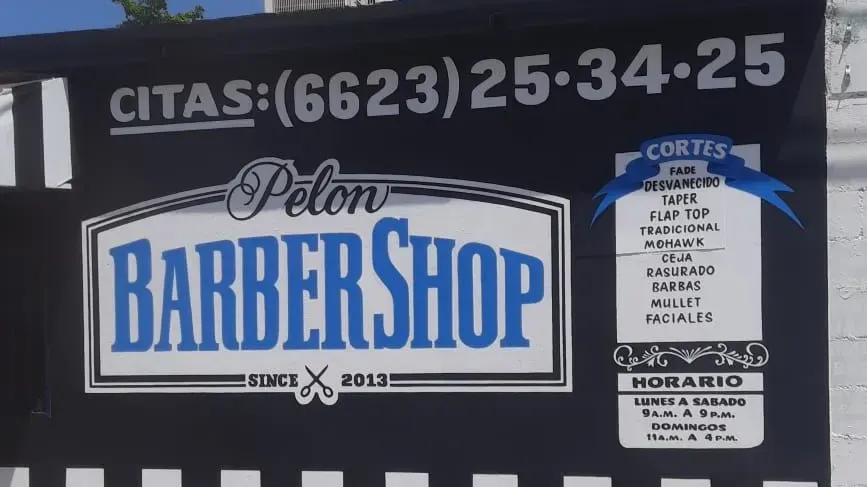 CITAS:(6623)25·34·25
Pelon
BARBERSHOP
SINCE 2013
CORTES
FADE
DESVANECIDO
TAPER
FLAP TOP
TRADICIONAL
MOHAWK
CEJA
RASURADO
BARBAS
MULLET
FACIALES
HORARIO
LUNES A SABADO
9A.M. A 9P.M.
DOMINGOS
11A.M. A 4P.M.